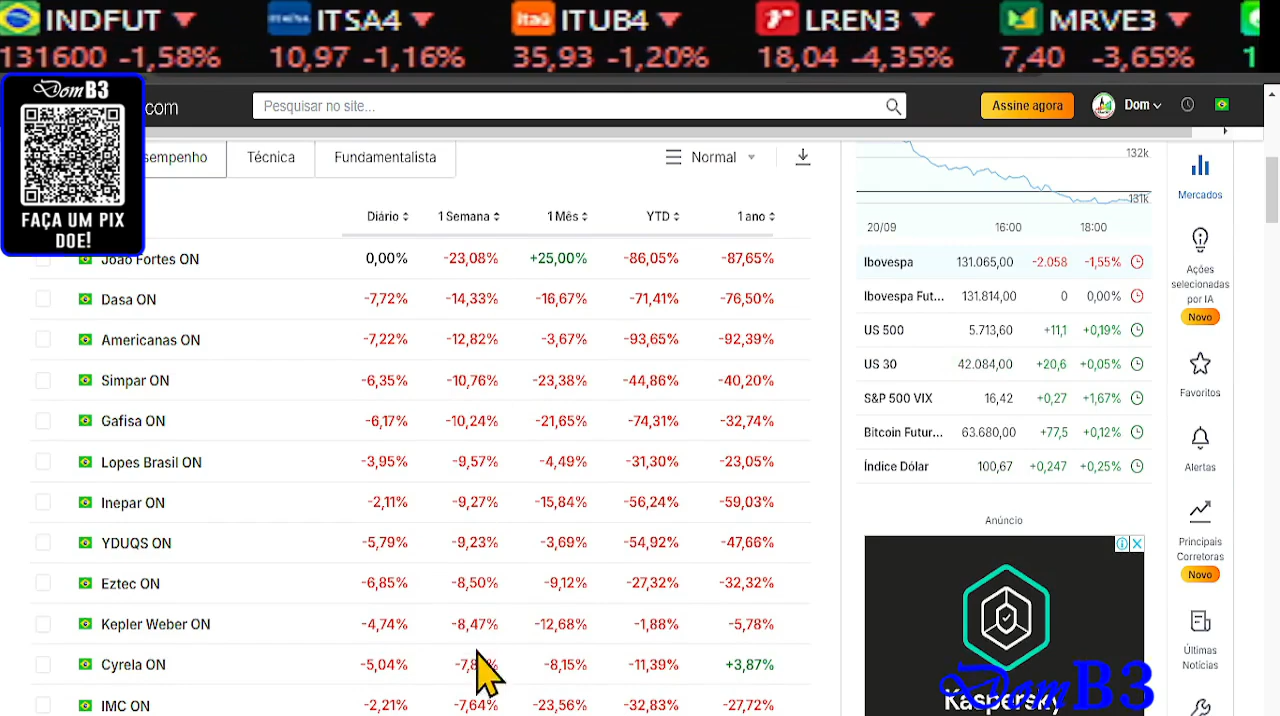 INDFUT ITSA4 ITUB4 LREN3 MRVE3
131600 -1,58% 10,97 -1,16% 35,93 -1,20% 18,04 -4,35% 7,40 -3,65% 1
Dom B3
FAÇA UM PIX
DOE!
.com Pesquisar no site... Assine agora Dom
sempenho Técnica Fundamentalista Normal
Diário 1 Semana 1 Mês YTD 1 ano
João Fortes ON 0,00% -23,08% +25,00% -86,05% -87,65%
Dasa ON -7,72% -14,33% -16,67% -71,41% -76,50%
Americanas ON -7,22% -12,82% -3,67% -93,65% -92,39%
Simpar ON -6,35% -10,76% -23,38% -44,86% -40,20%
Gafisa ON -6,17% -10,24% -21,65% -74,31% -32,74%
Lopes Brasil ON -3,95% -9,57% -4,49% -31,30% -23,05%
Inepar ON -2,11% -9,27% -15,84% -56,24% -59,03%
YDUQS ON -5,79% -9,23% -3,69% -54,92% -47,66%
Eztec ON -6,85% -8,50% -9,12% -27,32% -32,32%
Kepler Weber ON -4,74% -8,47% -12,68% -1,88% -5,78%
Cyrela ON -5,04% -8,15% -11,39% +3,87%
IMC ON -2,21% -7,64% -23,56% -32,83% -27,72%
132k
131k
20/09 16:00 18:00
Ibovespa 131.065,00 -2.058 -1,55%
Ibovespa Fut... 131.814,00 0 0,00%
US 500 5.713,60 +11,1 +0,19%
US 30 42.084,00 +20,6 +0,05%
S&P 500 VIX 16,42 +0,27 +1,67%
Bitcoin Futur... 63.680,00 +77,5 +0,12%
Índice Dólar 100,67 +0,247 +0,25%
Anúncio
Kaspersky
Dom B3
Mercados
Ações
selecionadas
por IA
Novo
Favoritos
Alertas
Principais
Corretoras
Novo
Últimas
Notícias